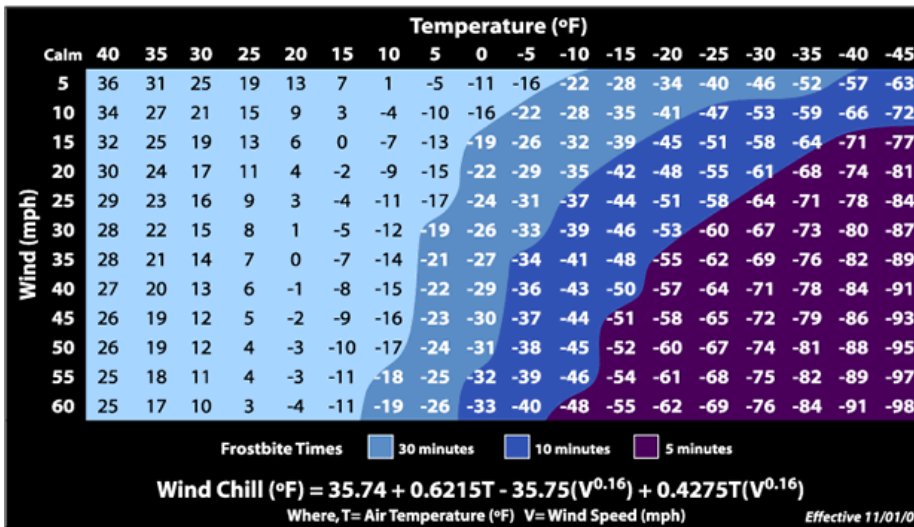 Temperature (ºF)
Calm 40 35 30 25 20 15 10 5 0 -5 -10 -15 -20 -25 -30 -35 -40 -45
5 36 31 25 19 13 7 1 -5 -11 -16 -22 -28 -34 -40 -46 -52 -57 -63
10 34 27 21 15 9 3 -4 -10 -16 -22 -28 -35 -41 -47 -53 -59 -66 -72
15 32 25 19 13 6 0 -7 -13 -19 -26 -32 -39 -45 -51 -58 -64 -71 -77
20 30 24 17 11 4 -2 -9 -15 -22 -29 -35 -42 -48 -55 -61 -68 -74 -81
25 29 23 16 9 3 -4 -11 -17 -24 -31 -37 -44 -51 -58 -64 -71 -78 -84
30 28 22 15 8 1 -5 -12 -19 -26 -33 -39 -46 -53 -60 -67 -73 -80 -87
35 28 21 14 7 0 -7 -14 -21 -27 -34 -41 -48 -55 -62 -69 -76 -82 -89
40 27 20 13 6 -1 -8 -15 -22 -29 -36 -43 -50 -57 -64 -71 -78 -84 -91
45 26 19 12 5 -2 -9 -16 -23 -30 -37 -44 -51 -58 -65 -72 -79 -86 -93
50 26 19 12 4 -3 -10 -17 -24 -31 -38 -45 -52 -60 -67 -74 -81 -88 -95
55 25 18 11 4 -3 -11 -18 -25 -32 -39 -46 -54 -61 -68 -75 -82 -89 -97
60 25 17 10 3 -4 -11 -19 -26 -33 -40 -48 -55 -62 -69 -76 -84 -91 -98
Wind (mph)
Frostbite Times 30 minutes 10 minutes 5 minutes
Wind Chill (ºF) = 35.74 + 0.6215T - 35.75(V^0.16) + 0.4275T(V^0.16)
Where, T= Air Temperature (ºF) V= Wind Speed (mph)
Effective 11/01/0